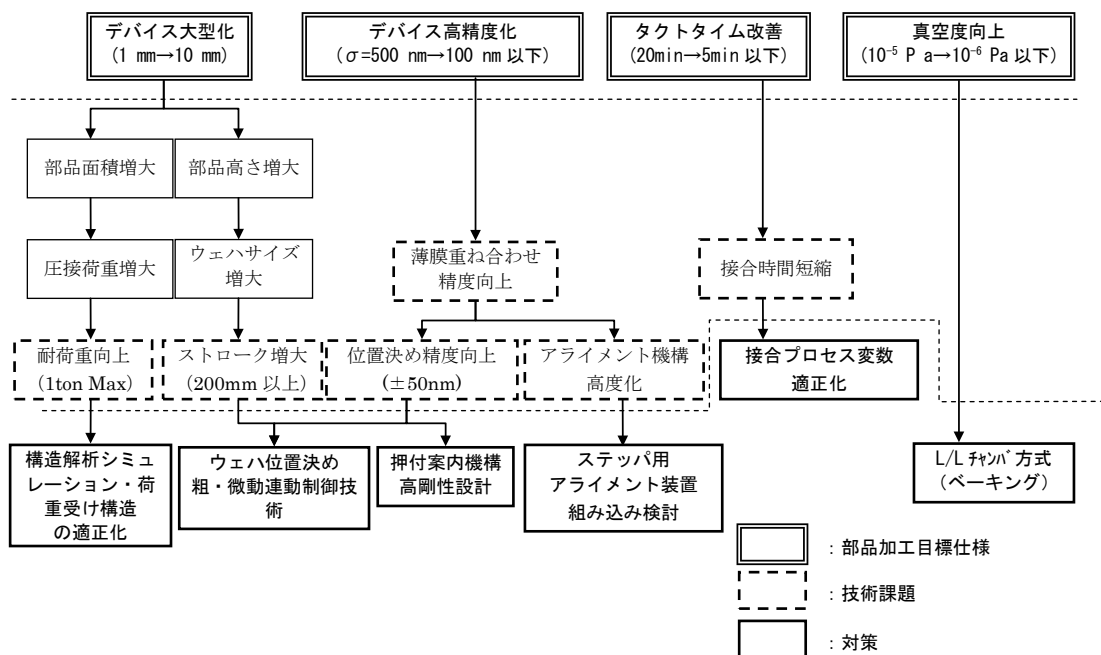 デバイス大型化
(1 mm→10 mm)
デバイス高精度化
(σ=500 nm→100 nm 以下)
タクトタイム改善
(20min→5min 以下)
真空度向上
(10⁻⁵ P a→10⁻⁶ Pa 以下)
部品面積増大
部品高さ増大
圧接荷重増大
ウェハサイズ
増大
薄膜重ね合わせ
精度向上
接合時間短縮
耐荷重向上
（1ton Max）
ストローク増大
（200mm 以上）
位置決め精度向上
(±50nm)
アライメント機構
高度化
接合プロセス変数
適正化
構造解析シミュ
レーション・荷
重受け構造
の適正化
ウェハ位置決め
粗・微動連動制御技
術
押付案内機構
高剛性設計
ステッパ用
アライメント装置
組み込み検討
L/L ﾁｬﾝﾊﾞ方式
（ベーキング）
：部品加工目標仕様
：技術課題
：対策